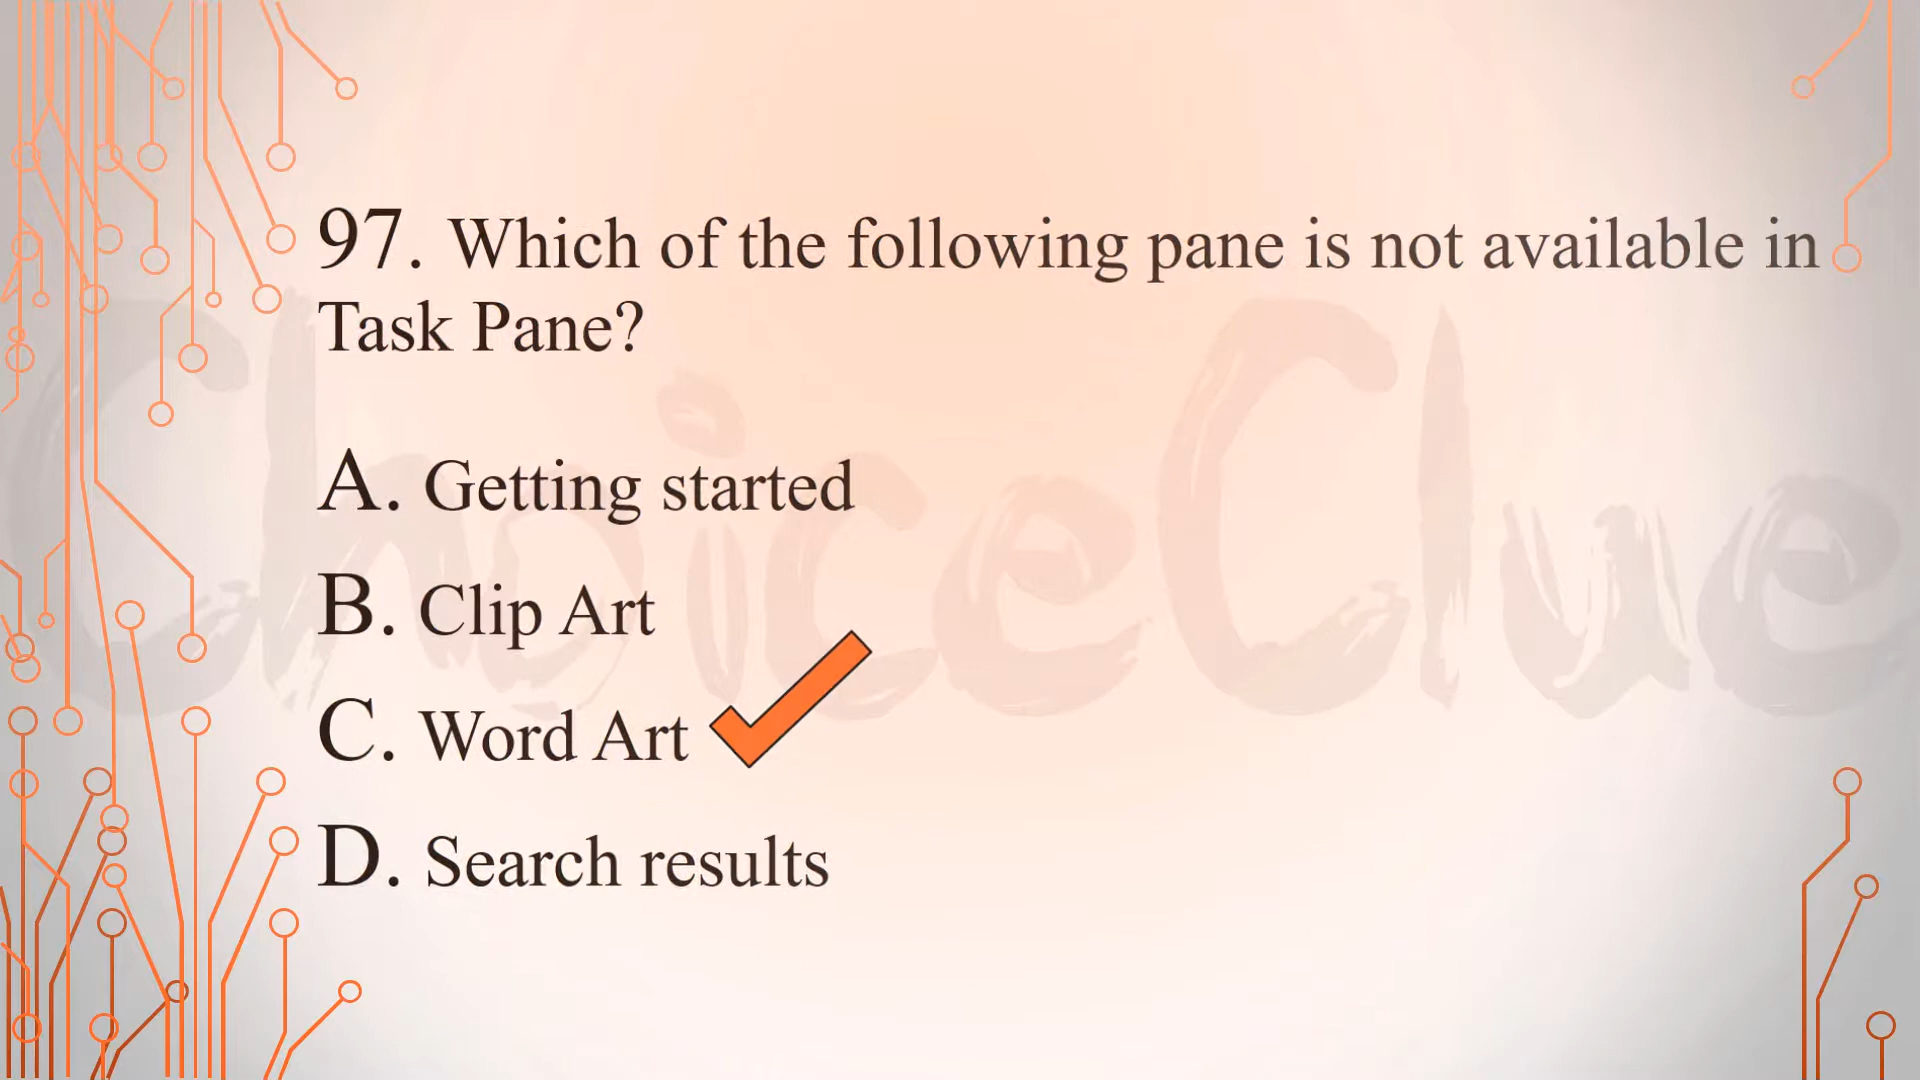 97. Which of the following pane is not available in
Task Pane?
A. Getting started
B. Clip Art
C. Word Art
D. Search results
ChoiceClue